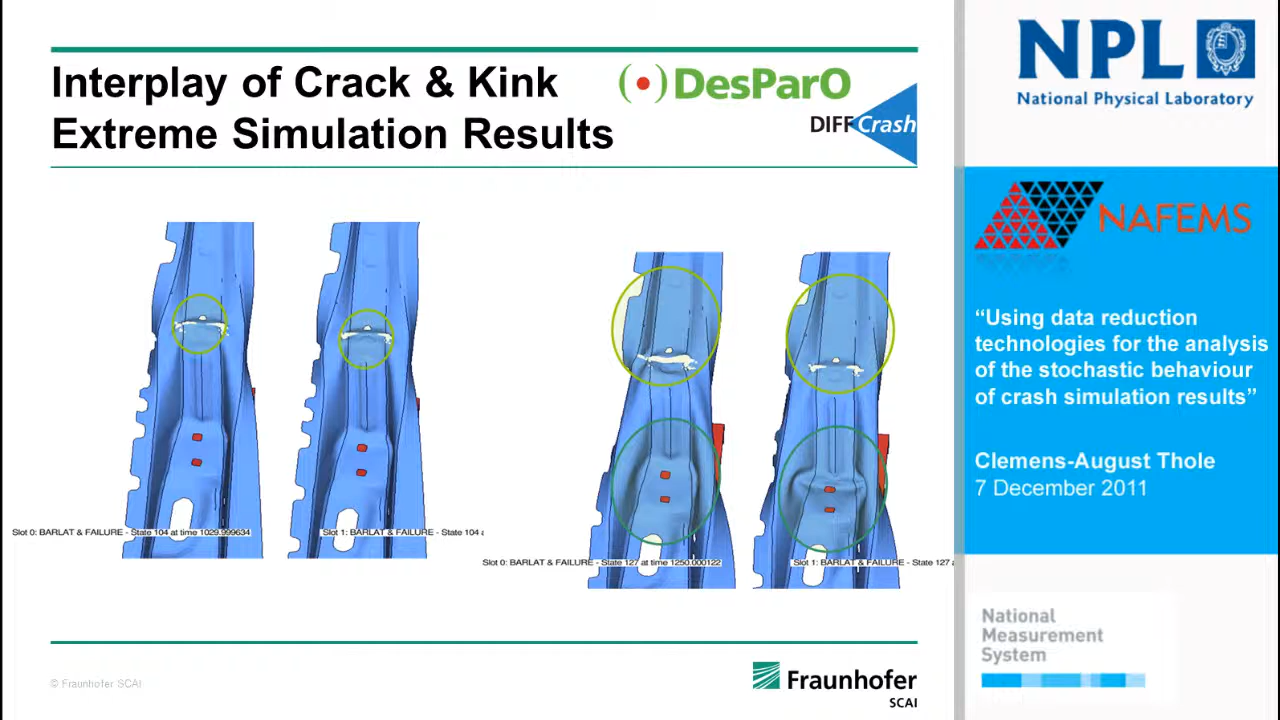 Interplay of Crack & Kink
Extreme Simulation Results
(•) DesParO
DIFFCrash
Slot 0: BARLAT & FAILURE - State 104 at time 1029.999634
Slot 1: BARLAT & FAILURE - State 104 a
Slot 0: BARLAT & FAILURE - State 127 at time 1250.000122
Slot 1: BARLAT & FAILURE - State 127 a
© Fraunhofer SCAI
Fraunhofer
SCAI
NPL
National Physical Laboratory
NAFEMS
“Using data reduction
technologies for the analysis
of the stochastic behaviour
of crash simulation results”
Clemens-August Thole
7 December 2011
National
Measurement
System